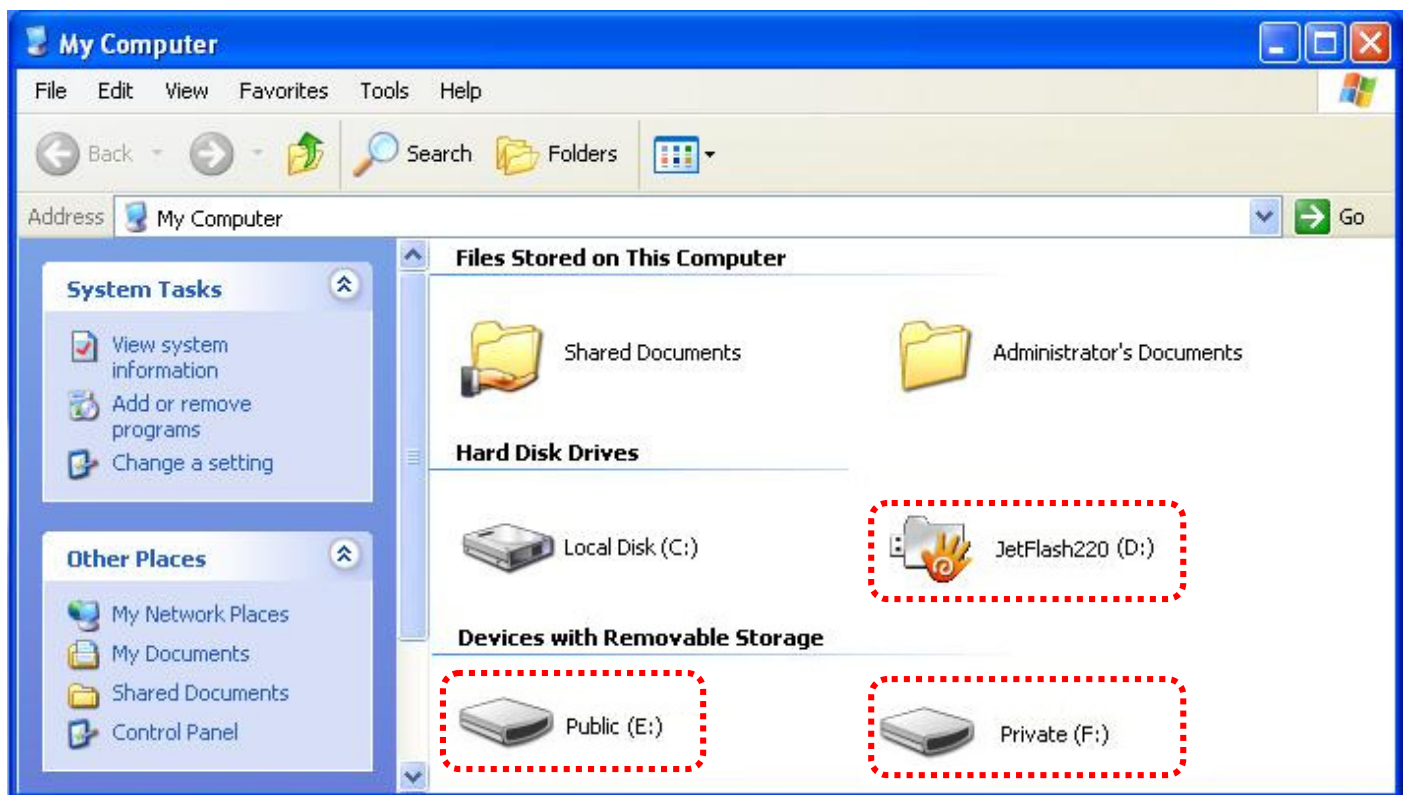 My Computer
File Edit View Favorites Tools Help
Back Search Folders
Address My Computer Go
System Tasks
View system
information
Add or remove
programs
Change a setting
Other Places
My Network Places
My Documents
Shared Documents
Control Panel
Files Stored on This Computer
Shared Documents Administrator's Documents
Hard Disk Drives
Local Disk (C:) JetFlash220 (D:)
Devices with Removable Storage
Public (E:) Private (F:)